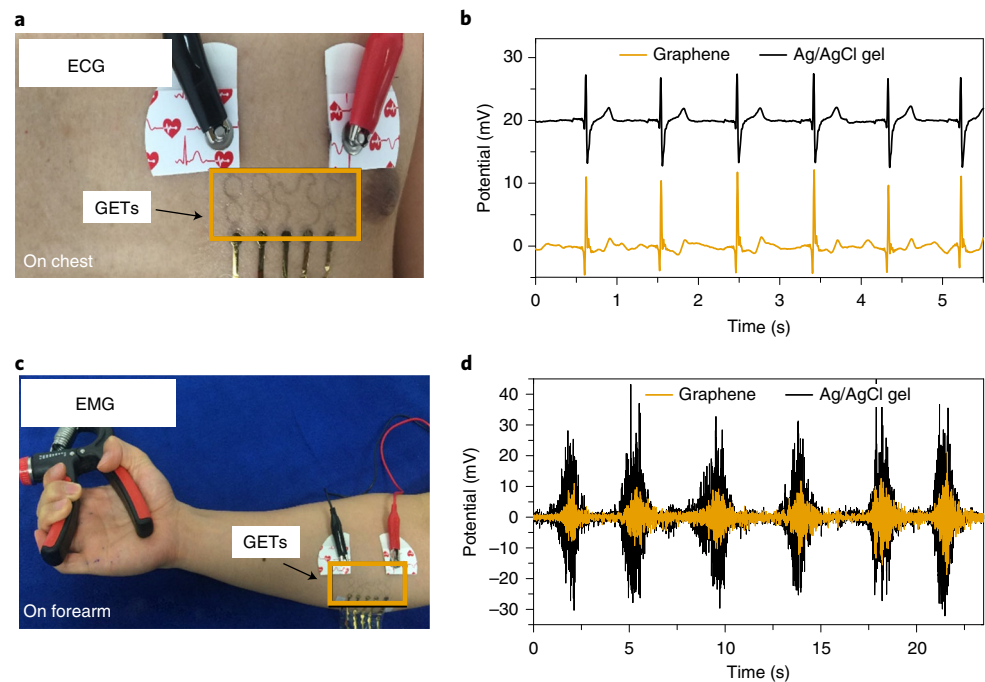 a
ECG
GETs
On chest
b
Graphene
Ag/AgCl gel
Potential (mV)
30
20
10
0
0
1
2
3
4
5
Time (s)
c
EMG
GETs
On forearm
d
Graphene
Ag/AgCl gel
Potential (mV)
40
30
20
10
0
−10
−20
−30
0
5
10
15
20
Time (s)